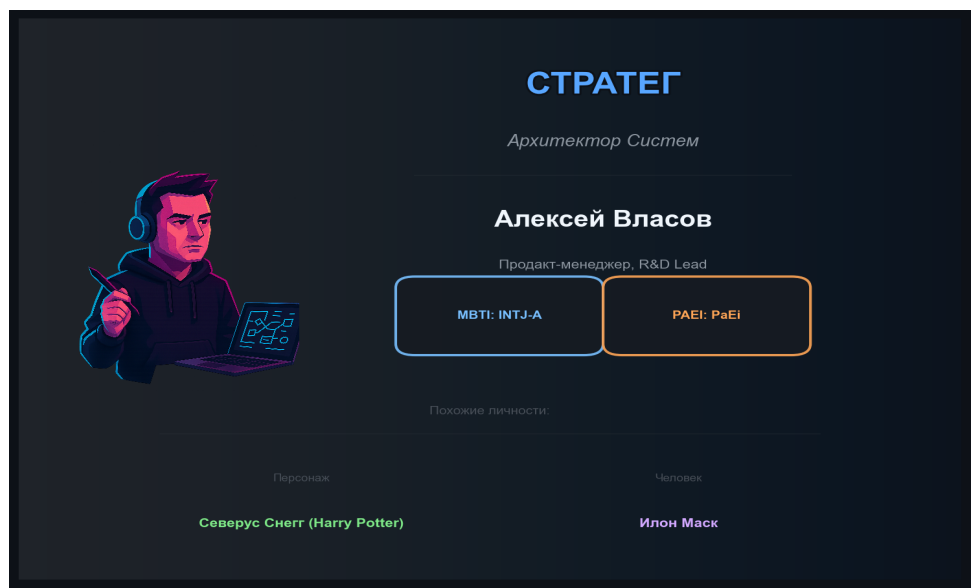 СТРАТЕГ
Архитектор Систем
Алексей Власов
Продакт-менеджер, R&D Lead
MBTI: INTJ-A
PAEI: PaEi
Похожие личности:
Персонаж
Человек
Северус Снегг (Harry Potter)
Илон Маск